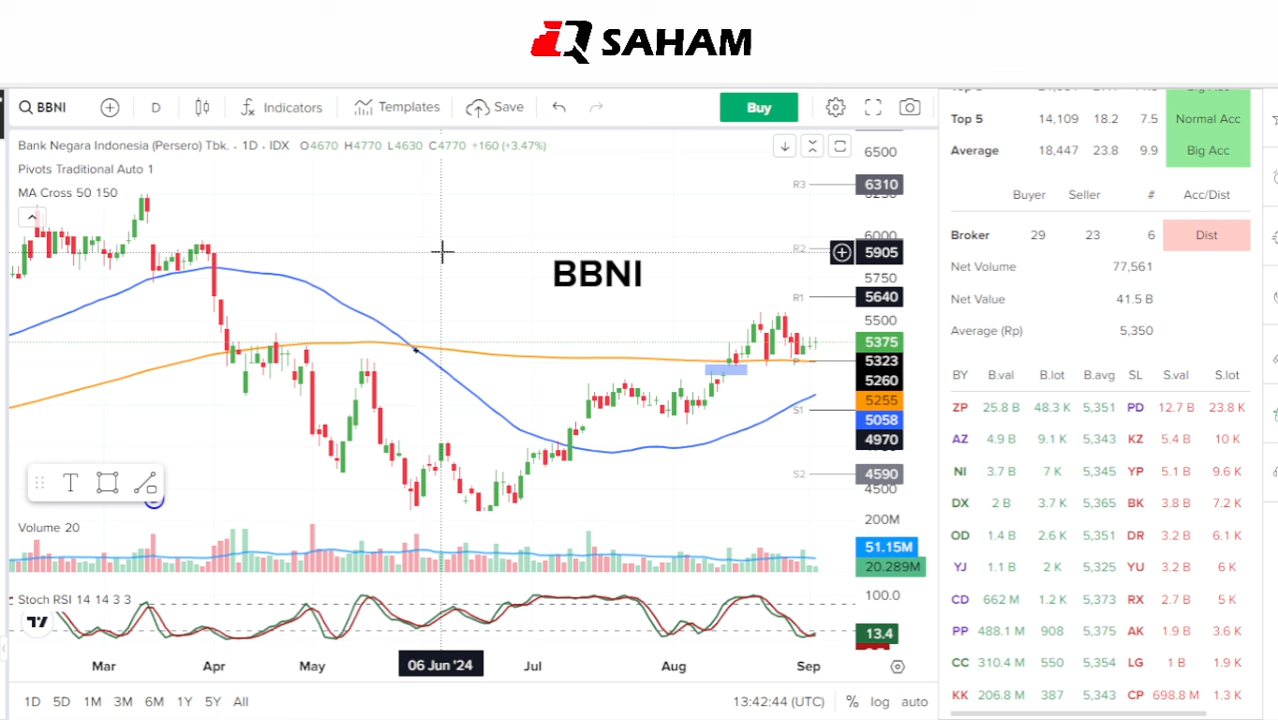 iQ SAHAM
BBNI
D
Indicators
Templates
Save
Buy
Bank Negara Indonesia (Persero) Tbk. · 1D · IDX O4670 H4770 L4630 C4770 +160 (+3.47%)
Pivots Traditional Auto 1
MA Cross 50 150
6500
R3
6310
6000
R2
5905
BBNI
5750
R1
5640
5500
5375
5323
P
5260
5255
5058
S1
4970
S2
4590
4500
T
Volume 20
200M
51.15M
20.289M
Stoch RSI 14 14 3 3
100.0
13.4
Mar Apr May 06 Jun '24 Jul Aug Sep
1D 5D 1M 3M 6M 1Y 5Y All 13:42:44 (UTC) % log auto
Top 5 14,109 18.2 7.5 Normal Acc
Average 18,447 23.8 9.9 Big Acc
Buyer Seller # Acc/Dist
Broker 29 23 6 Dist
Net Volume 77,561
Net Value 41.5 B
Average (Rp) 5,350
BY B.val B.lot B.avg SL S.val S.lot
ZP 25.8 B 48.3 K 5,351 PD 12.7 B 23.8 K
AZ 4.9 B 9.1 K 5,343 KZ 5.4 B 10 K
NI 3.7 B 7 K 5,345 YP 5.1 B 9.6 K
DX 2 B 3.7 K 5,365 BK 3.8 B 7.2 K
OD 1.4 B 2.6 K 5,341 DR 3.2 B 6.1 K
YJ 1.1 B 2 K 5,325 YU 3.2 B 6 K
CD 662 M 1.2 K 5,373 RX 2.7 B 5 K
PP 488.1 M 908 5,375 AK 1.9 B 3.6 K
CC 310.4 M 550 5,354 LG 1 B 1.9 K
KK 206.8 M 387 5,343 CP 698.8 M 1.3 K